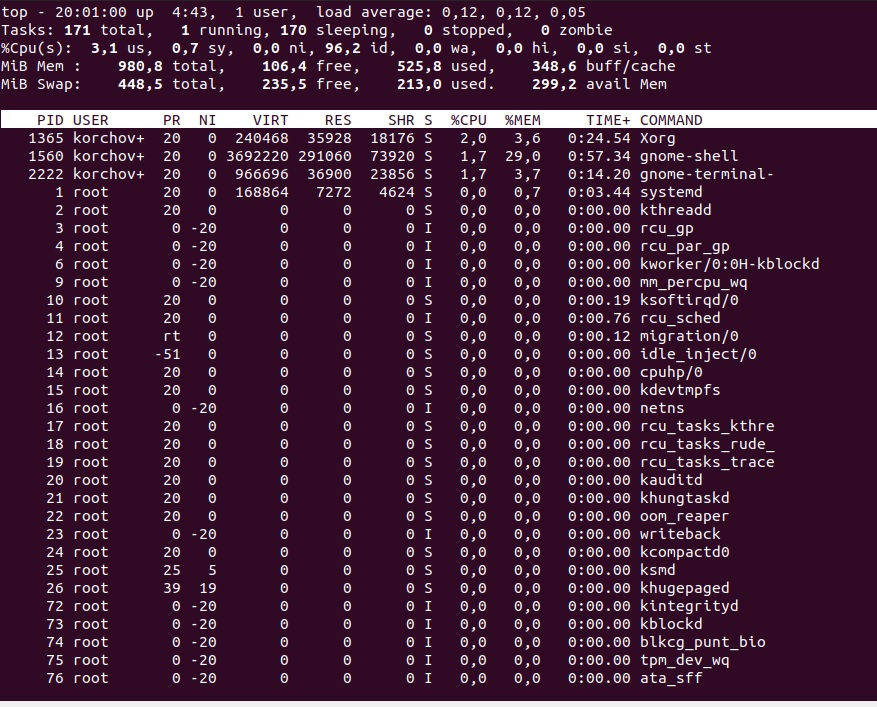 top - 20:01:00 up  4:43,  1 user,  load average: 0,12, 0,12, 0,05
Tasks: 171 total,   1 running, 170 sleeping,   0 stopped,   0 zombie
%Cpu(s):  3,1 us,  0,7 sy,  0,0 ni, 96,2 id,  0,0 wa,  0,0 hi,  0,0 si,  0,0 st
MiB Mem :    980,8 total,    106,4 free,    525,8 used,    348,6 buff/cache
MiB Swap:    448,5 total,    235,5 free,    213,0 used.    299,2 avail Mem
PID USER      PR  NI    VIRT    RES    SHR S  %CPU  %MEM     TIME+ COMMAND
1365 korchov+  20   0  240468  35928  18176 S   2,0   3,6   0:24.54 Xorg
1560 korchov+  20   0 3692220 291060  73920 S   1,7  29,0   0:57.34 gnome-shell
2222 korchov+  20   0  966696  36900  23856 S   1,7   3,7   0:14.20 gnome-terminal-
1 root      20   0  168864   7272   4624 S   0,0   0,7   0:03.44 systemd
2 root      20   0       0      0      0 S   0,0   0,0   0:00.00 kthreadd
3 root       0 -20       0      0      0 I   0,0   0,0   0:00.00 rcu_gp
4 root       0 -20       0      0      0 I   0,0   0,0   0:00.00 rcu_par_gp
6 root       0 -20       0      0      0 I   0,0   0,0   0:00.00 kworker/0:0H-kblockd
9 root       0 -20       0      0      0 I   0,0   0,0   0:00.00 mm_percpu_wq
10 root      20   0       0      0      0 S   0,0   0,0   0:00.19 ksoftirqd/0
11 root      20   0       0      0      0 I   0,0   0,0   0:00.76 rcu_sched
12 root      rt   0       0      0      0 S   0,0   0,0   0:00.12 migration/0
13 root     -51   0       0      0      0 S   0,0   0,0   0:00.00 idle_inject/0
14 root      20   0       0      0      0 S   0,0   0,0   0:00.00 cpuhp/0
15 root      20   0       0      0      0 S   0,0   0,0   0:00.00 kdevtmpfs
16 root       0 -20       0      0      0 I   0,0   0,0   0:00.00 netns
17 root      20   0       0      0      0 S   0,0   0,0   0:00.00 rcu_tasks_kthre
18 root      20   0       0      0      0 S   0,0   0,0   0:00.00 rcu_tasks_rude_
19 root      20   0       0      0      0 S   0,0   0,0   0:00.00 rcu_tasks_trace
20 root      20   0       0      0      0 S   0,0   0,0   0:00.00 kauditd
21 root      20   0       0      0      0 S   0,0   0,0   0:00.00 khungtaskd
22 root      20   0       0      0      0 S   0,0   0,0   0:00.00 oom_reaper
23 root       0 -20       0      0      0 I   0,0   0,0   0:00.00 writeback
24 root      20   0       0      0      0 S   0,0   0,0   0:00.00 kcompactd0
25 root      25   5       0      0      0 S   0,0   0,0   0:00.00 ksmd
26 root      39  19       0      0      0 S   0,0   0,0   0:00.00 khugepaged
72 root       0 -20       0      0      0 I   0,0   0,0   0:00.00 kintegrityd
73 root       0 -20       0      0      0 I   0,0   0,0   0:00.00 kblockd
74 root       0 -20       0      0      0 I   0,0   0,0   0:00.00 blkcg_punt_bio
75 root       0 -20       0      0      0 I   0,0   0,0   0:00.00 tpm_dev_wq
76 root       0 -20       0      0      0 I   0,0   0,0   0:00.00 ata_sff